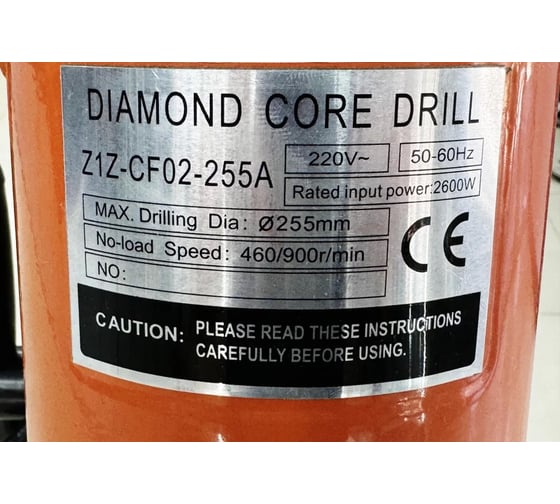 DIAMOND CORE DRILL
Z1Z-CF02-255A
220V~ 50-60Hz
Rated input power:2600W
MAX. Drilling Dia: Ø255mm
No-load Speed: 460/900r/min
NO:
CE
CAUTION: PLEASE READ THESE INSTRUCTIONS
CAREFULLY BEFORE USING.